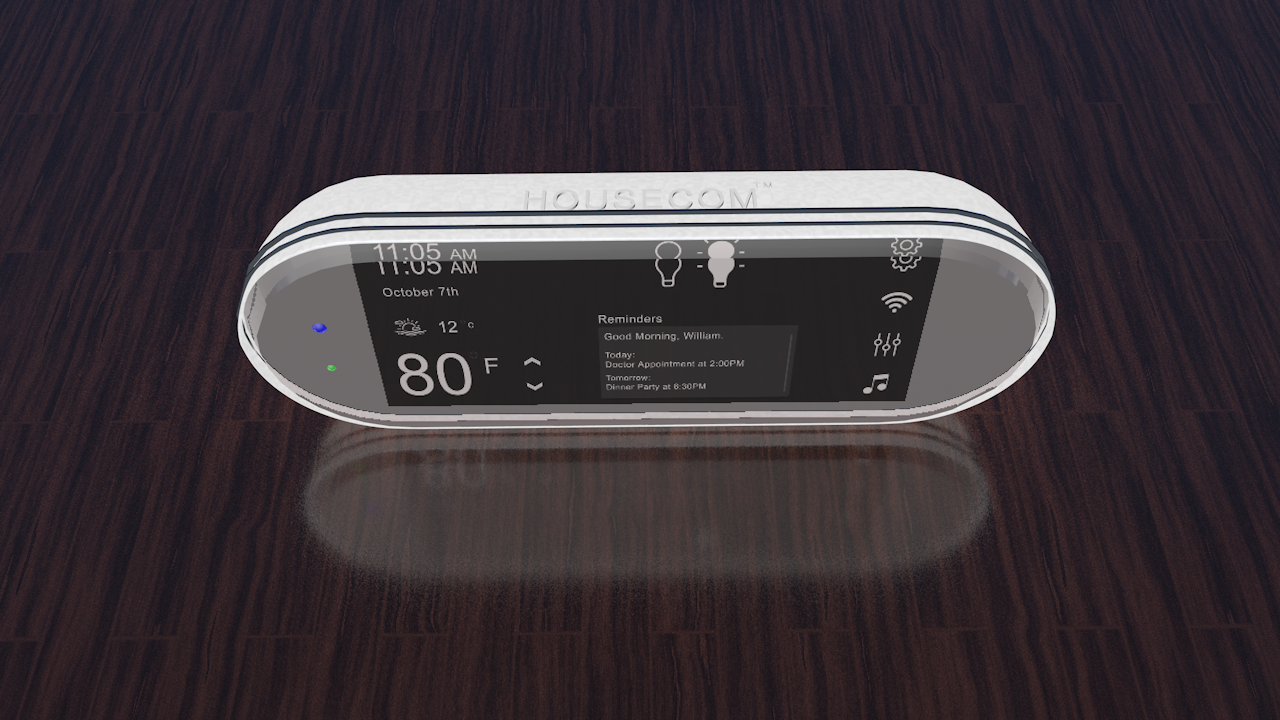 HOUSECOM™
11:05 AM
11:05 AM
October 7th
12 °c
80 F
Reminders
Good Morning, William.
Today:
Doctor Appointment at 2:00PM
Tomorrow:
Dinner Party at 6:30PM